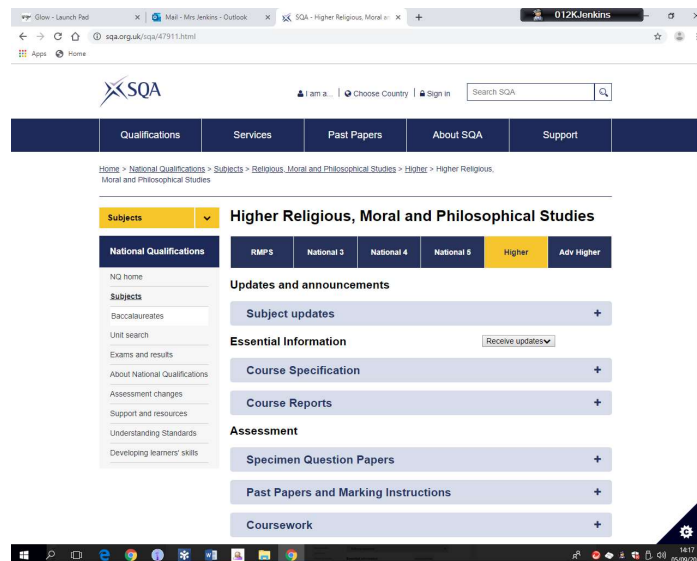 Glow - Launch Pad
Mail - Mrs Jenkins - Outlook
SQA - Higher Religious, Moral an
012KJenkins
sqa.org.uk/sqa/47911.html
Apps Home
SQA
I am a... Choose Country Sign in Search SQA
Qualifications Services Past Papers About SQA Support
Home > National Qualifications > Subjects > Religious, Moral and Philosophical Studies > Higher > Higher Religious,
Moral and Philosophical Studies
Subjects
Higher Religious, Moral and Philosophical Studies
National Qualifications
RMPS National 3 National 4 National 5 Higher Adv Higher
NQ home
Subjects
Baccalaureates
Unit search
Exams and results
About National Qualifications
Assessment changes
Support and resources
Understanding Standards
Developing learners' skills
Updates and announcements
Subject updates +
Essential Information Receive updates
Course Specification +
Course Reports +
Assessment
Specimen Question Papers +
Past Papers and Marking Instructions +
Coursework +
14:17
05/09/20